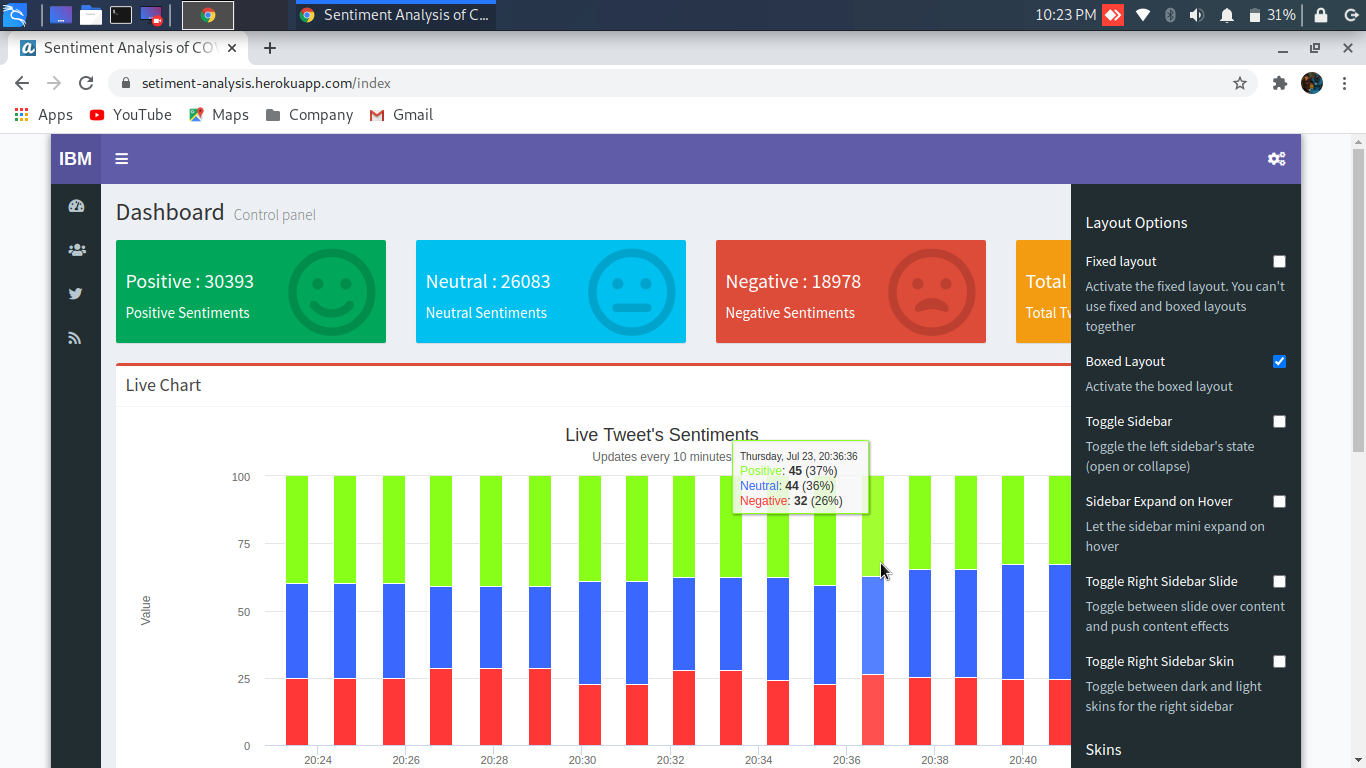 Sentiment Analysis of C...
10:23 PM
31%
Sentiment Analysis of CO
setiment-analysis.herokuapp.com/index
Apps
YouTube
Maps
Company
Gmail
IBM
Dashboard Control panel
Positive : 30393
Positive Sentiments
Neutral : 26083
Neutral Sentiments
Negative : 18978
Negative Sentiments
Total
Total
Live Chart
Live Tweet's Sentiments
Updates every 10 minutes
Thursday, Jul 23, 20:36:36
Positive: 45 (37%)
Neutral: 44 (36%)
Negative: 32 (26%)
Value
100
75
50
25
0
20:24
20:26
20:28
20:30
20:32
20:34
20:36
20:38
20:40
Layout Options
Fixed layout
Activate the fixed layout. You can't
use fixed and boxed layouts
together
Boxed Layout
Activate the boxed layout
Toggle Sidebar
Toggle the left sidebar's state
(open or collapse)
Sidebar Expand on Hover
Let the sidebar mini expand on
hover
Toggle Right Sidebar Slide
Toggle between slide over content
and push content effects
Toggle Right Sidebar Skin
Toggle between dark and light
skins for the right sidebar
Skins